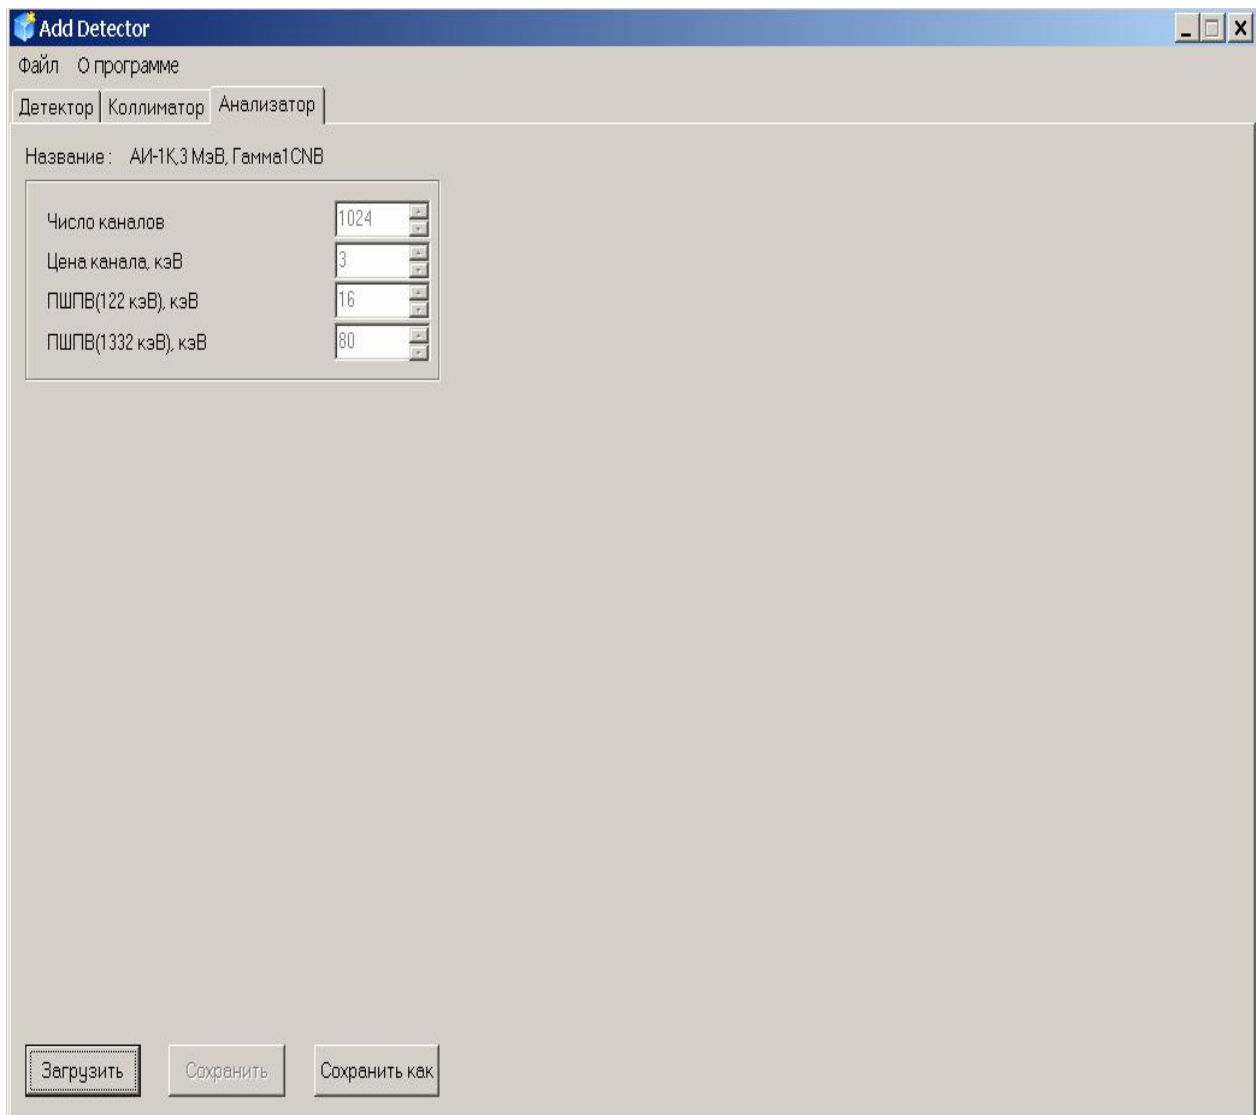 Add Detector
Файл О программе
Детектор Коллиматор Анализатор
Название : АИ-1К,3 МэВ, Гамма1CNB
Число каналов 1024
Цена канала, кэВ 3
ПШПВ(122 кэВ), кэВ 16
ПШПВ(1332 кэВ), кэВ 80
Загрузить Сохранить Сохранить как